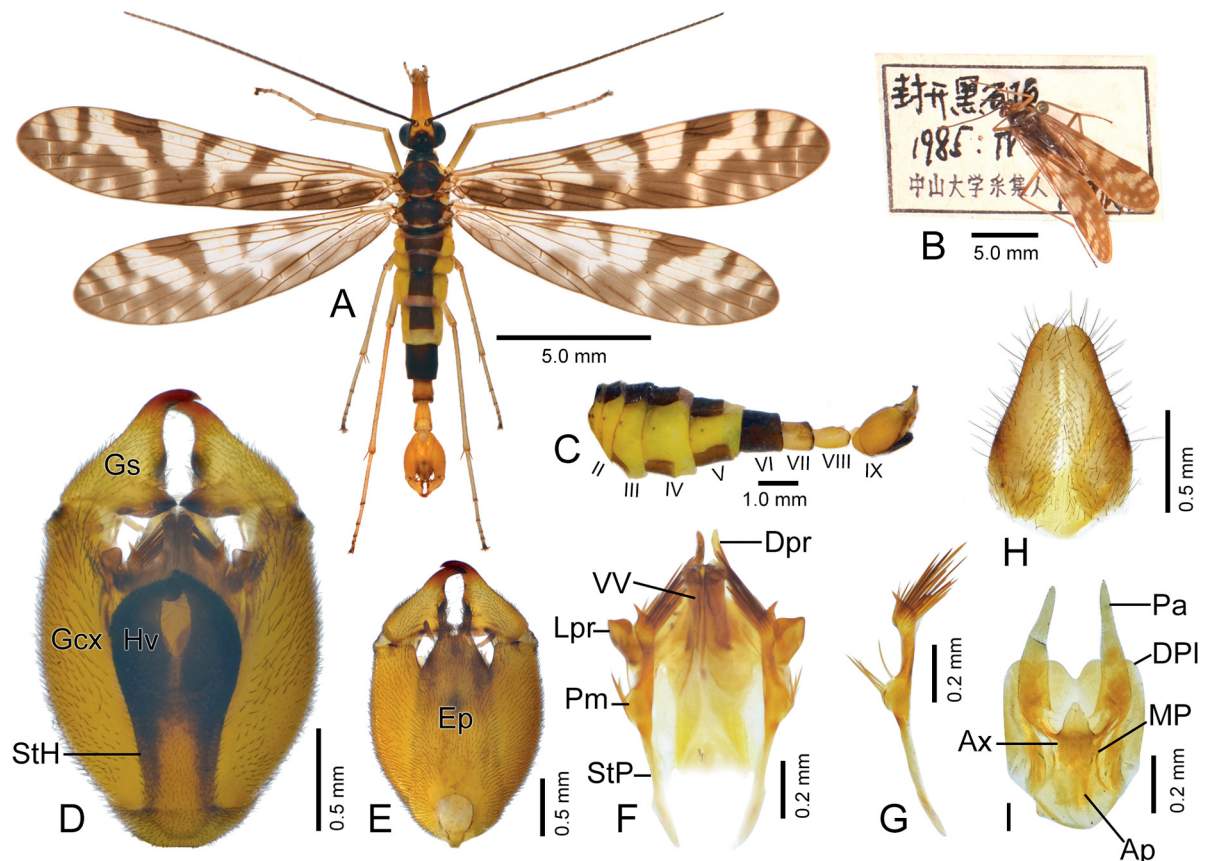 A
5.0 mm
封开黑石顶
1985:
中山大学采集人
B
5.0 mm
C
II
III
IV
V
VI
VII
VIII
IX
1.0 mm
H
0.5 mm
Gs
Gcx
Hv
StH
D
0.5 mm
Ep
E
0.5 mm
Dpr
VV
Lpr
Pm
StP
F
0.2 mm
G
0.2 mm
Pa
DPl
MP
Ax
Ap
I
0.2 mm